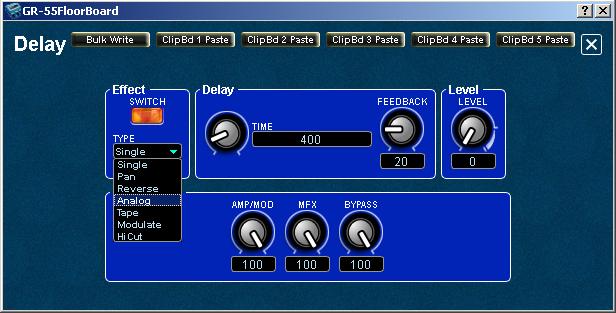 GR-55FloorBoard
Delay
Bulk Write ClipBd 1 Paste ClipBd 2 Paste ClipBd 3 Paste ClipBd 4 Paste ClipBd 5 Paste
Effect Delay Level
SWITCH FEEDBACK LEVEL
TYPE TIME
Single 400 20 0
Single
Pan
Reverse
Analog
Tape
Modulate
HiCut
AMP/MOD MFX BYPASS
100 100 100